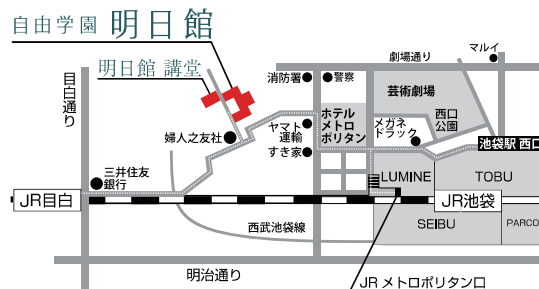 自由学園 明日館
明日館 講堂
目白通り
三井住友
銀行
JR目白
婦人之友社
消防署
警察
ヤマト
運輸
すき家
ホテル
メトロ
ポリタン
劇場通り
マルイ
芸術劇場
西口
公園
メガネ
ドラック
池袋駅 西口
LUMINE
TOBU
JR池袋
SEIBU
PARCO
西武池袋線
明治通り
JR メトロポリタン口